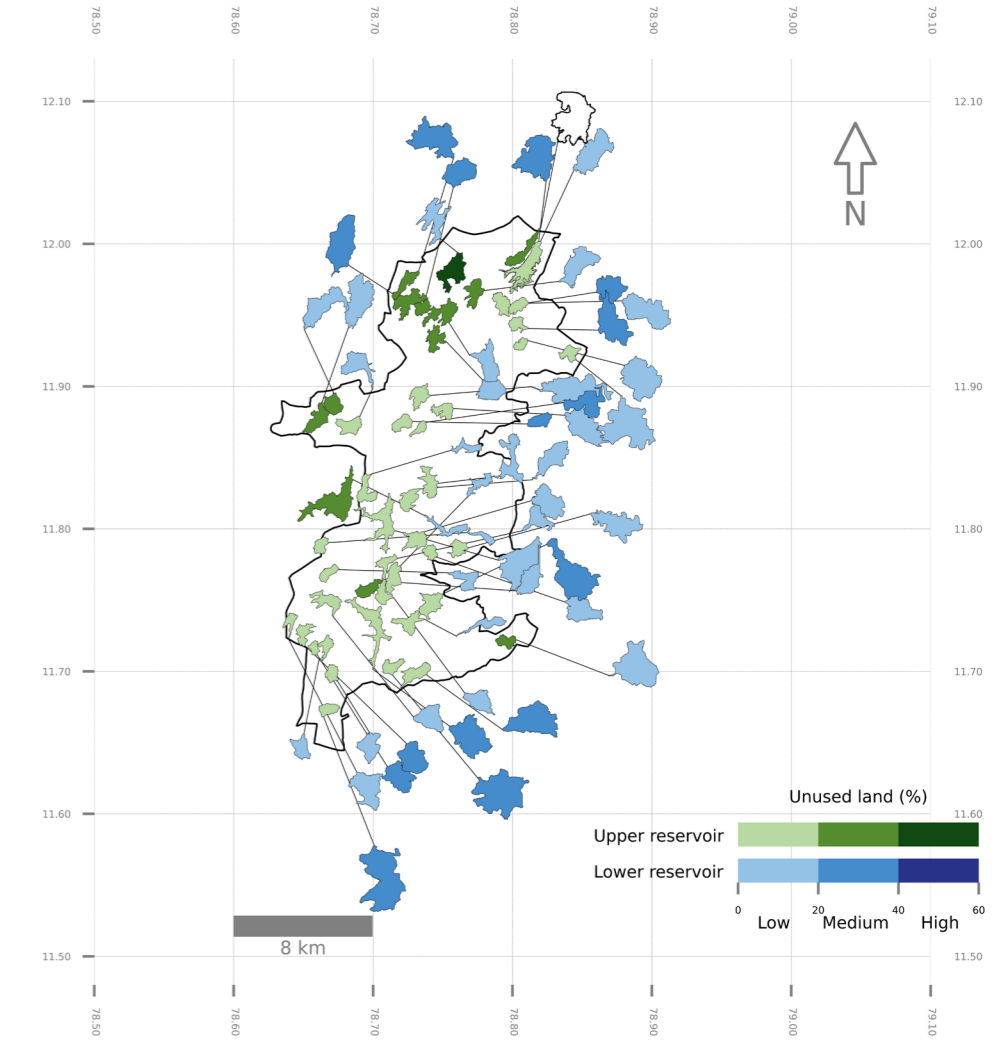 78.50 78.60 78.70 78.80 78.90 79.00 79.10
12.10 12.10
N
12.00 12.00
11.90 11.90
11.80 11.80
11.70 11.70
Unused land (%)
11.60 11.60
Upper reservoir
Lower reservoir
0 20 40 60
Low Medium High
8 km
11.50 11.50
78.50 78.60 78.70 78.80 78.90 79.00 79.10